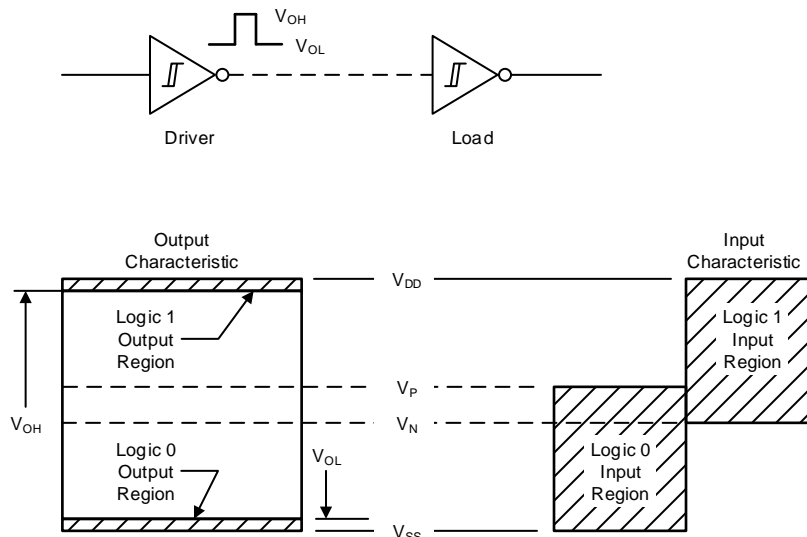 VOH
VOL
Driver
Load
Output
Characteristic
Input
Characteristic
VDD
Logic 1
Output
Region
Logic 1
Input
Region
VP
VN
VOH
Logic 0
Output
Region
VOL
Logic 0
Input
Region
VSS